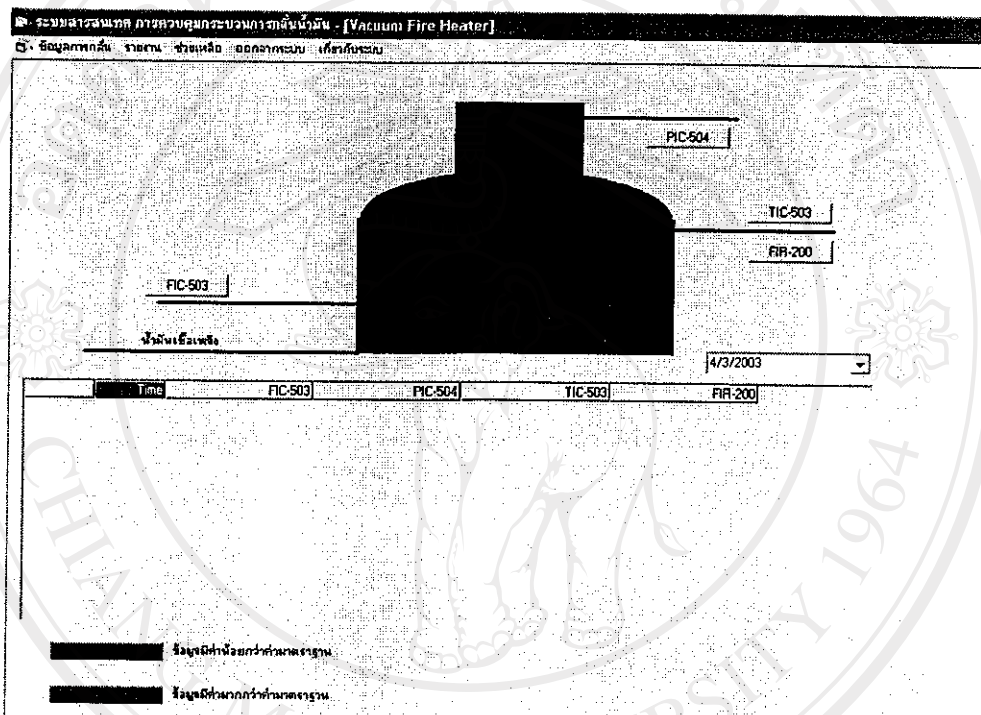 ระบบสารสนเทศ การควบคุมกระบวนการกลั่นน้ำมัน - [Vacuum Fire Heater]
ข้อมูลการกลั่น รายงาน ช่วยเหลือ ออกจากระบบ เกี่ยวกับระบบ
PIC-504
TIC-503
FIR-200
FIC-503
น้ำมันเชื้อเพลิง
4/3/2003
Time FIC-503 PIC-504 TIC-503 FIR-200
ข้อมูลมีค่าน้อยกว่าค่ามาตราฐาน
ข้อมูลมีค่ามากกว่าค่ามาตราฐาน
CHIANG UNIVERSITY 1964